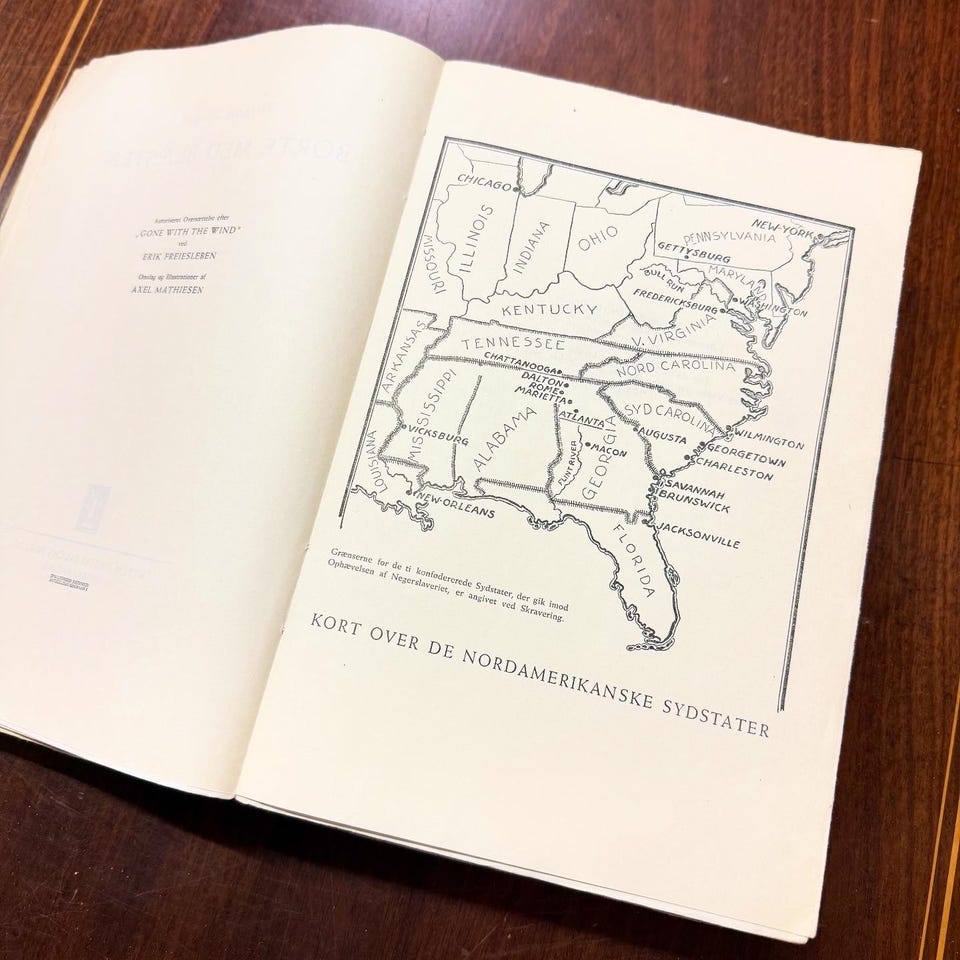 Autoriseret Oversættelse efter
„GONE WITH THE WIND"
ved
ERIK FREIESLEBEN
Omslag og Illustrationer af
AXEL MATHIESEN
CHICAGO
ILLINOIS
INDIANA
OHIO
NEW-YORK
PENNSYLVANIA
GETTYSBURG
MARYLAND
MISSOURI
BULL RUN
FREDERICKSBURG
WASHINGTON
KENTUCKY
V. VIRGINIA
TENNESSEE
CHATTANOOGA
NORD CAROLINA
ARKANSAS
DALTON
ROME
MARIETTA
ATLANTA
SYD CAROLINA
MISSISSIPPI
ALABAMA
VICKSBURG
FLINT RIVER
GEORGIA
MACON
AUGUSTA
WILMINGTON
GEORGETOWN
CHARLESTON
LOUISIANA
SAVANNAH
BRUNSWICK
NEW-ORLEANS
JACKSONVILLE
FLORIDA
Grænserne for de ti konfødererede Sydstater, der gik imod
Ophævelsen af Negerslaveriet, er angivet ved Skravering.
KORT OVER DE NORDAMERIKANSKE SYDSTATER